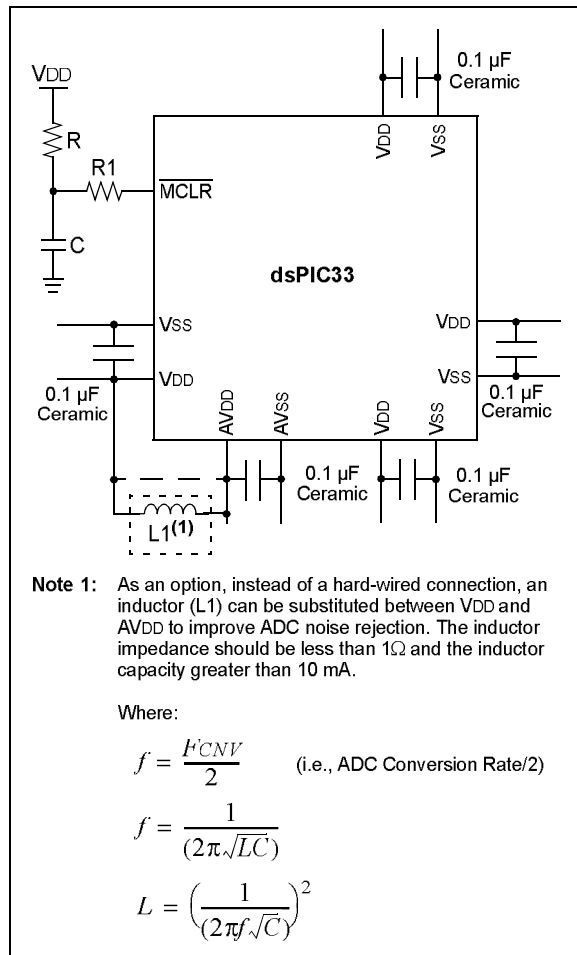 0.1 µF
Ceramic
VDD
R
R1
MCLR
C
VDD
VSS
dsPIC33
VSS
VDD
0.1 µF
Ceramic
VDD
VSS
0.1 µF
Ceramic
AVDD
AVSS
VDD
VSS
0.1 µF
Ceramic
0.1 µF
Ceramic
L1(1)
Note 1: As an option, instead of a hard-wired connection, an
inductor (L1) can be substituted between VDD and
AVDD to improve ADC noise rejection. The inductor
impedance should be less than 1Ω and the inductor
capacity greater than 10 mA.
Where:
f = FCNV / 2 (i.e., ADC Conversion Rate/2)
f = 1 / (2π√LC)
L = (1 / (2πf√C))²